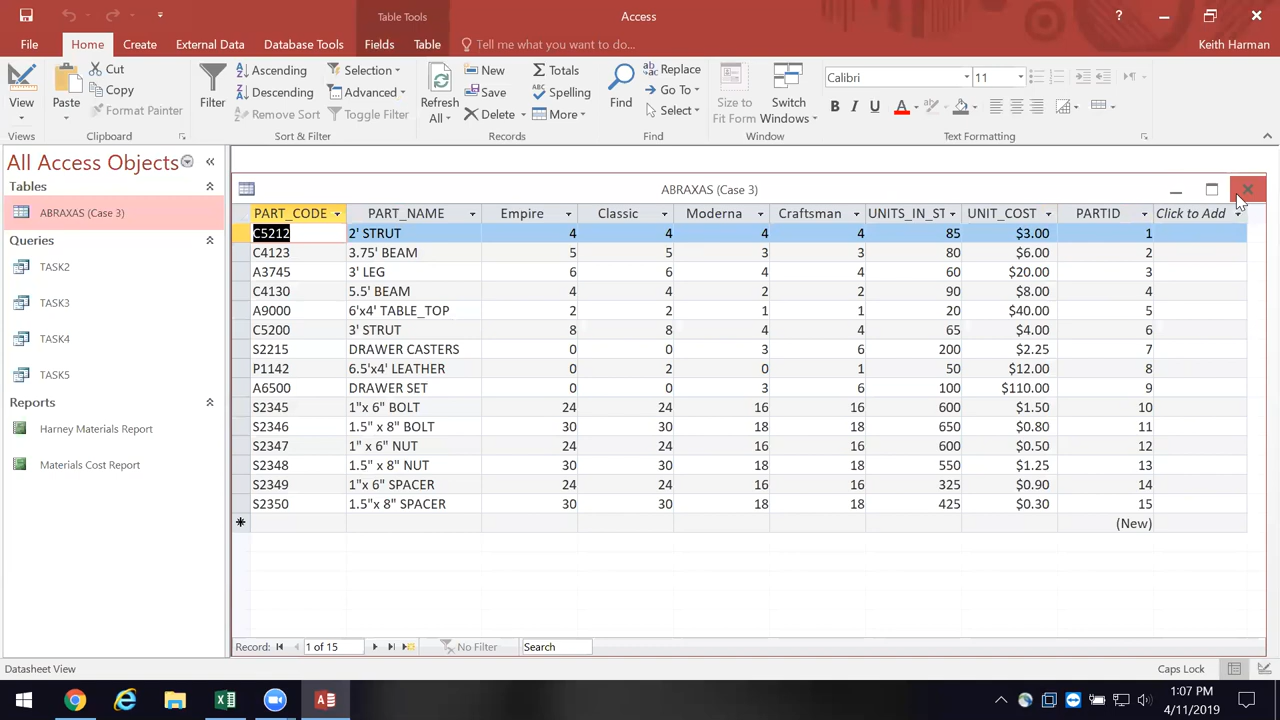 Table Tools
Access
?
Keith Harman
File Home Create External Data Database Tools Fields Table Tell me what you want to do...
View
Views
Paste
Cut
Copy
Format Painter
Clipboard
Filter
Ascending
Descending
Remove Sort
Selection
Advanced
Toggle Filter
Sort & Filter
Refresh
All
New
Save
Delete
Totals
Spelling
More
Records
Find
Replace
Go To
Select
Find
Size to
Fit Form
Switch
Windows
Window
Calibri 11
B I U A
Text Formatting
All Access Objects
Tables
ABRAXAS (Case 3)
Queries
TASK2
TASK3
TASK4
TASK5
Reports
Harney Materials Report
Materials Cost Report
ABRAXAS (Case 3)
PART_CODE PART_NAME Empire Classic Moderna Craftsman UNITS_IN_ST UNIT_COST PARTID Click to Add
C5212 2' STRUT 4 4 4 4 85 $3.00 1
C4123 3.75' BEAM 5 5 3 3 80 $6.00 2
A3745 3' LEG 6 6 4 4 60 $20.00 3
C4130 5.5' BEAM 4 4 2 2 90 $8.00 4
A9000 6'x4' TABLE_TOP 2 2 1 1 20 $40.00 5
C5200 3' STRUT 8 8 4 4 65 $4.00 6
S2215 DRAWER CASTERS 0 0 3 6 200 $2.25 7
P1142 6.5'x4' LEATHER 0 2 0 1 50 $12.00 8
A6500 DRAWER SET 0 0 3 6 100 $110.00 9
S2345 1"x 6" BOLT 24 24 16 16 600 $1.50 10
S2346 1.5" x 8" BOLT 30 30 18 18 650 $0.80 11
S2347 1" x 6" NUT 24 24 16 16 600 $0.50 12
S2348 1.5" x 8" NUT 30 30 18 18 550 $1.25 13
S2349 1"x 6" SPACER 24 24 16 16 325 $0.90 14
S2350 1.5"x 8" SPACER 30 30 18 18 425 $0.30 15
(New)
Record: 1 of 15 No Filter Search
Datasheet View
Caps Lock
1:07 PM
4/11/2019